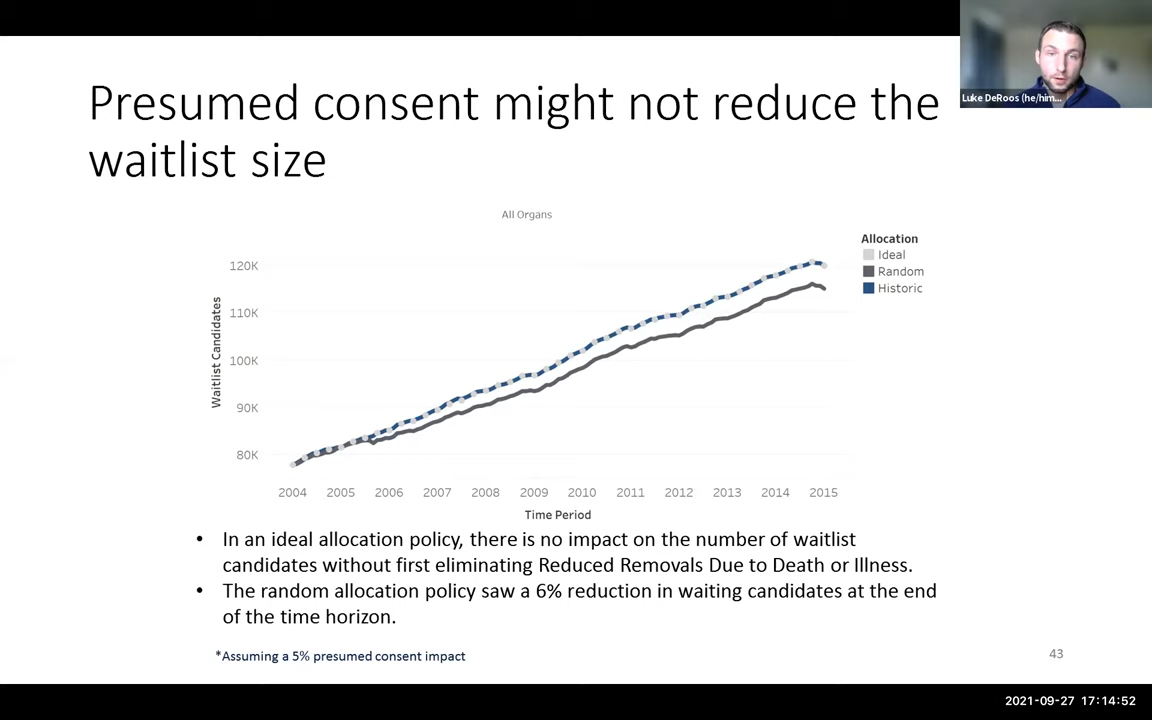 Presumed consent might not reduce the
waitlist size
Luke DeRoos (he/him...
All Organs
Allocation
Ideal
Random
Historic
120K
110K
100K
90K
80K
Waitlist Candidates
2004 2005 2006 2007 2008 2009 2010 2011 2012 2013 2014 2015
Time Period
• In an ideal allocation policy, there is no impact on the number of waitlist
candidates without first eliminating Reduced Removals Due to Death or Illness.
• The random allocation policy saw a 6% reduction in waiting candidates at the end
of the time horizon.
*Assuming a 5% presumed consent impact
43
2021-09-27 17:14:52